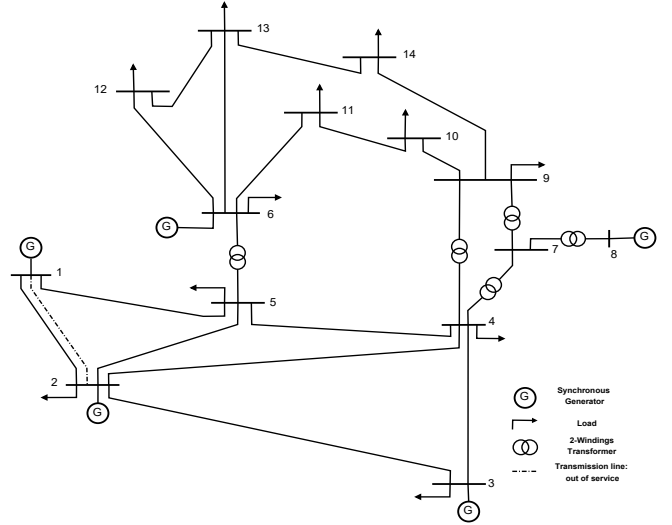 13
14
12
11
10
9
6
G
G
7
8
G
1
5
4
2
G
3
G
G
Synchronous
Generator
Load
2-Windings
Transformer
Transmission line:
out of service